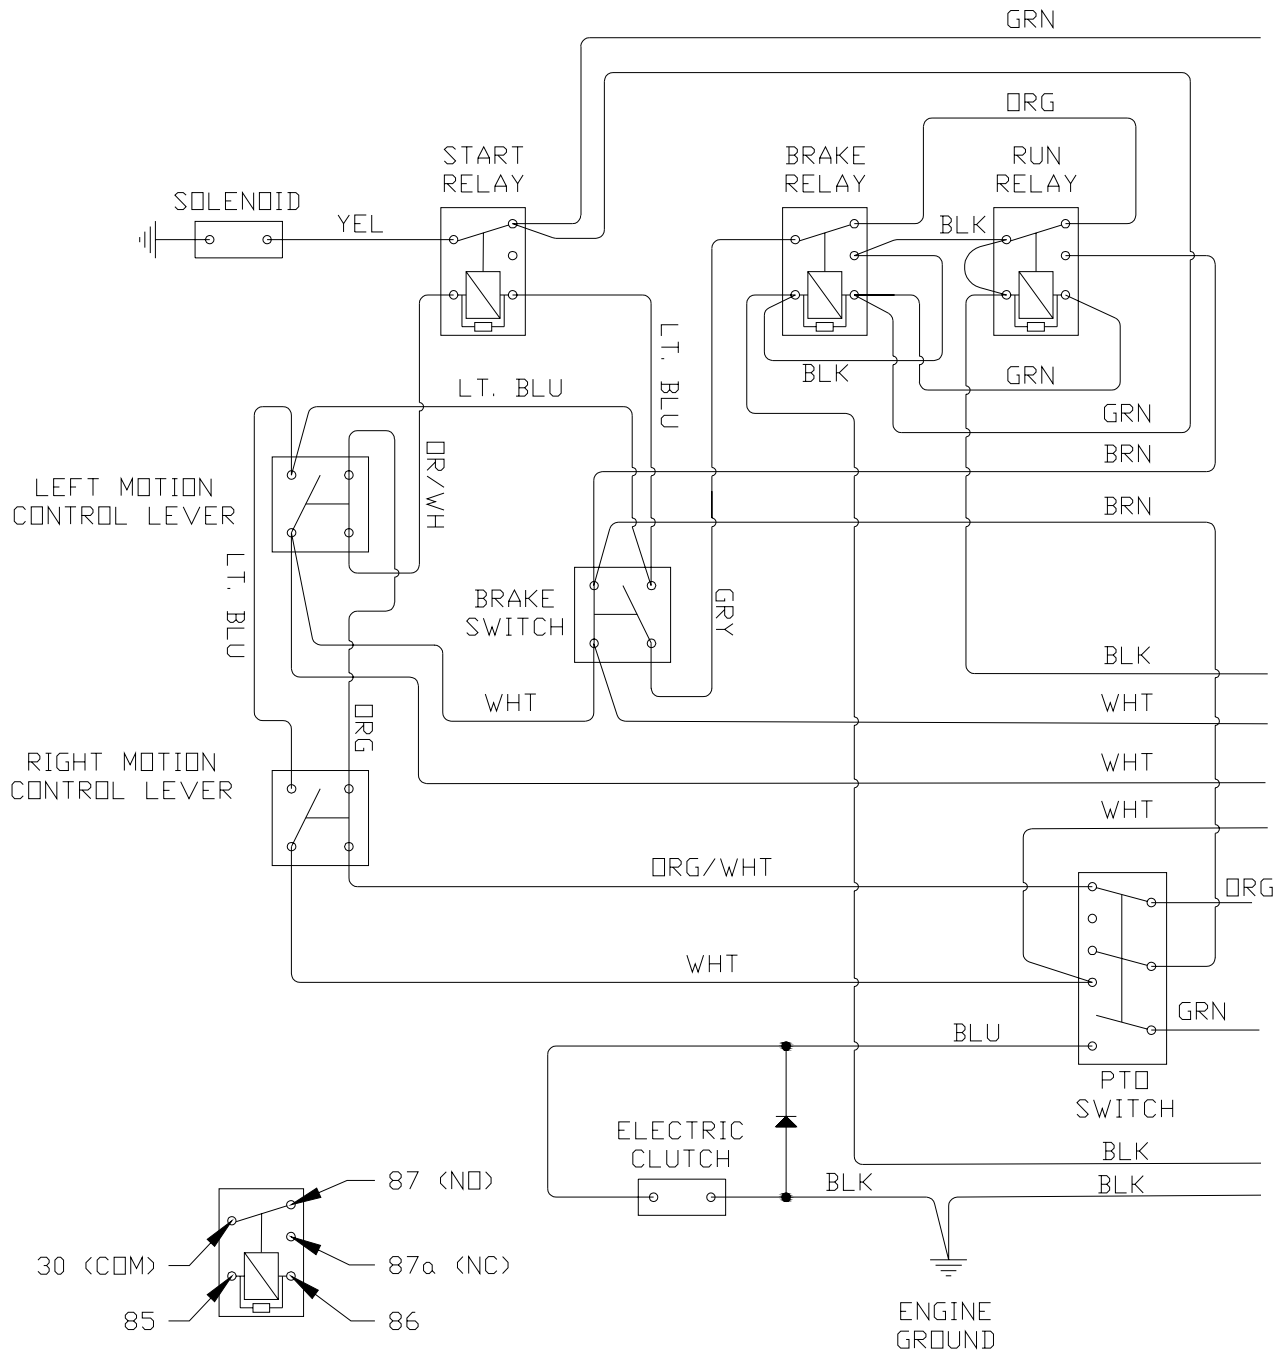 GRN
ORG
START
RELAY
BRAKE
RELAY
RUN
RELAY
SOLENOID
YEL
BLK
LT. BLU
BLK
GRN
LT. BLU
GRN
OR/WH
BRN
LEFT MOTION
CONTROL LEVER
BRN
LT. BLU
BRAKE
SWITCH
GRY
BLK
WHT
WHT
ORG
RIGHT MOTION
CONTROL LEVER
WHT
WHT
ORG/WHT
ORG
WHT
GRN
BLU
PTO
SWITCH
ELECTRIC
CLUTCH
BLK
BLK
BLK
87 (NO)
30 (COM)
87a (NC)
85
86
ENGINE
GROUND